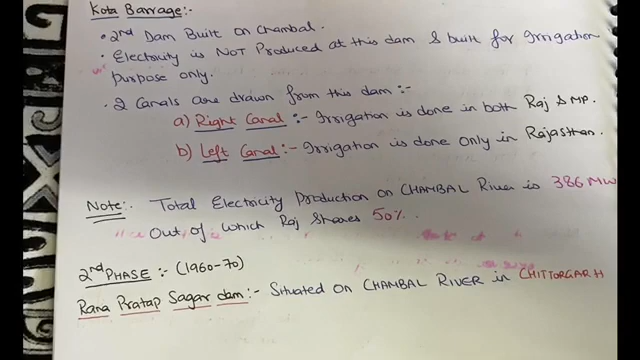 Kota Barrage:-
• 2nd Dam Built on Chambal.
• Electricity is NOT Produced at this dam & built for Irrigation
purpose only.
• 2 Canals are drawn from this dam :-
a) Right Canal :- Irrigation is done in both Raj & MP.
b) Left Canal:- Irrigation is done only in Rajasthan.
Note:- Total Electricity Production on CHAMBAL River is 386 MW
Out of which Raj Shares 50%.
2nd PHASE :- (1960-70)
Rana Pratap Sagar dam:- Situated on CHAMBAL RIVER in CHITTORGARH